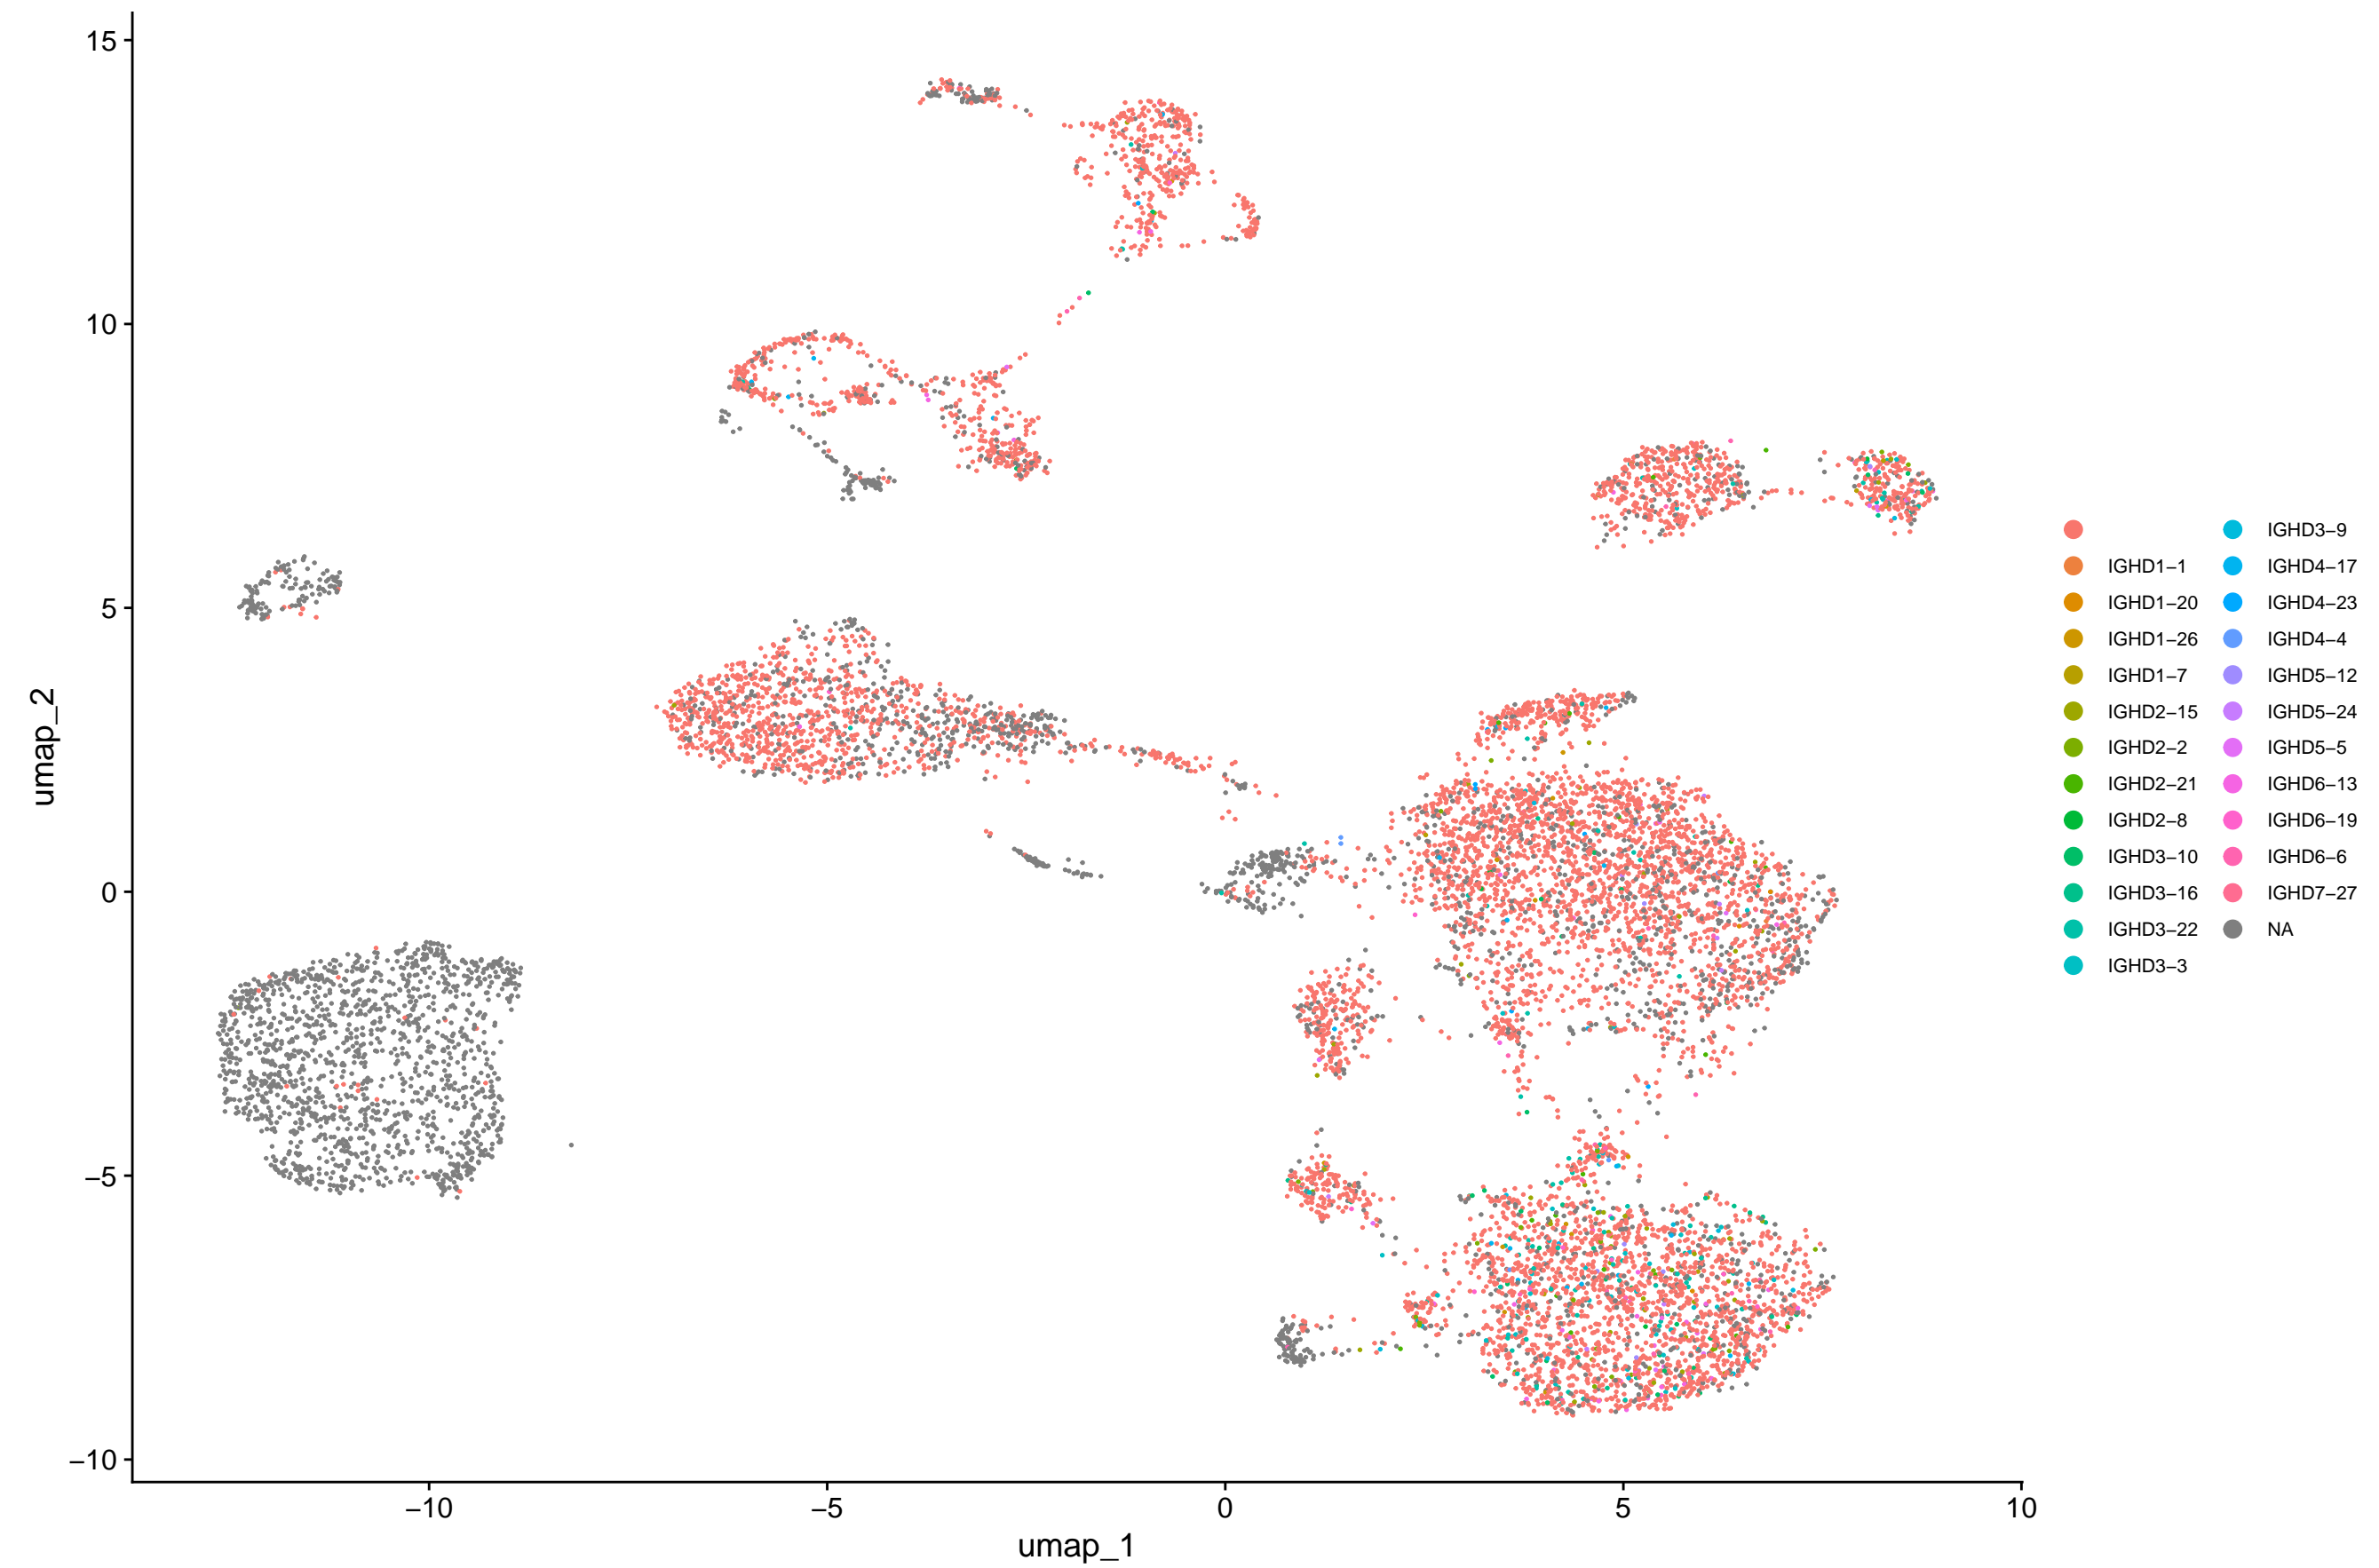 15
10
5
0
−5
−10
umap_2
−10
−5
0
5
10
umap_1
IGHD1−1
IGHD1−20
IGHD1−26
IGHD1−7
IGHD2−15
IGHD2−2
IGHD2−21
IGHD2−8
IGHD3−10
IGHD3−16
IGHD3−22
IGHD3−3
IGHD3−9
IGHD4−17
IGHD4−23
IGHD4−4
IGHD5−12
IGHD5−24
IGHD5−5
IGHD6−13
IGHD6−19
IGHD6−6
IGHD7−27
NA